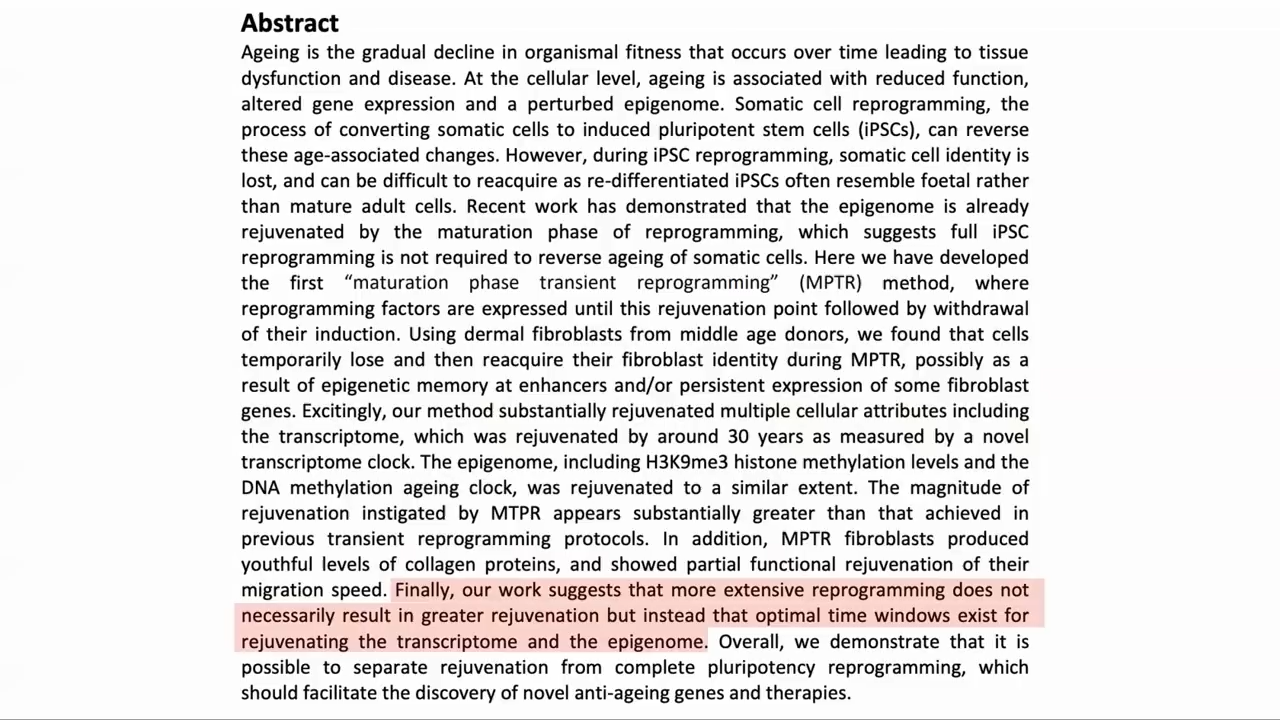 Abstract
Ageing is the gradual decline in organismal fitness that occurs over time leading to tissue
dysfunction and disease. At the cellular level, ageing is associated with reduced function,
altered gene expression and a perturbed epigenome. Somatic cell reprogramming, the
process of converting somatic cells to induced pluripotent stem cells (iPSCs), can reverse
these age-associated changes. However, during iPSC reprogramming, somatic cell identity is
lost, and can be difficult to reacquire as re-differentiated iPSCs often resemble foetal rather
than mature adult cells. Recent work has demonstrated that the epigenome is already
rejuvenated by the maturation phase of reprogramming, which suggests full iPSC
reprogramming is not required to reverse ageing of somatic cells. Here we have developed
the first “maturation phase transient reprogramming” (MPTR) method, where
reprogramming factors are expressed until this rejuvenation point followed by withdrawal
of their induction. Using dermal fibroblasts from middle age donors, we found that cells
temporarily lose and then reacquire their fibroblast identity during MPTR, possibly as a
result of epigenetic memory at enhancers and/or persistent expression of some fibroblast
genes. Excitingly, our method substantially rejuvenated multiple cellular attributes including
the transcriptome, which was rejuvenated by around 30 years as measured by a novel
transcriptome clock. The epigenome, including H3K9me3 histone methylation levels and the
DNA methylation ageing clock, was rejuvenated to a similar extent. The magnitude of
rejuvenation instigated by MTPR appears substantially greater than that achieved in
previous transient reprogramming protocols. In addition, MPTR fibroblasts produced
youthful levels of collagen proteins, and showed partial functional rejuvenation of their
migration speed. Finally, our work suggests that more extensive reprogramming does not
necessarily result in greater rejuvenation but instead that optimal time windows exist for
rejuvenating the transcriptome and the epigenome. Overall, we demonstrate that it is
possible to separate rejuvenation from complete pluripotency reprogramming, which
should facilitate the discovery of novel anti-ageing genes and therapies.